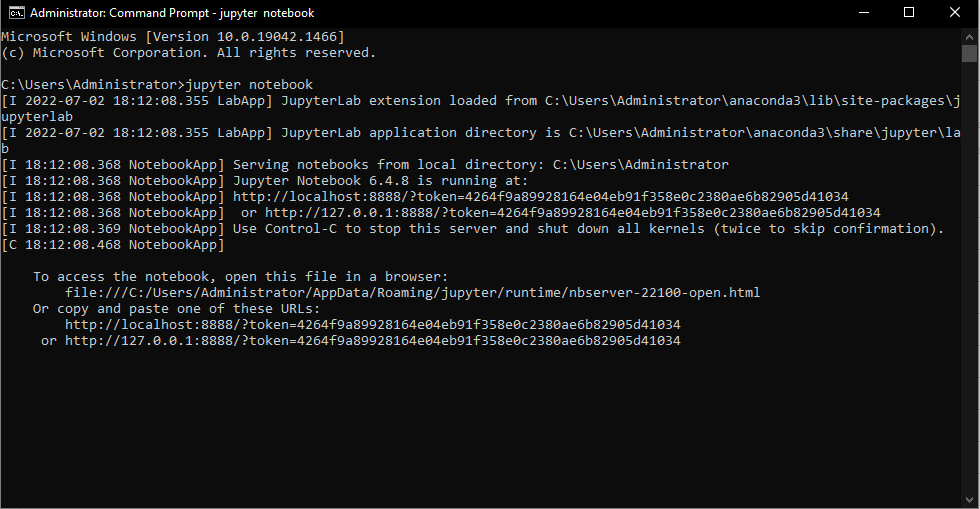 Administrator: Command Prompt - jupyter  notebook
Microsoft Windows [Version 10.0.19042.1466]
(c) Microsoft Corporation. All rights reserved.
C:\Users\Administrator>jupyter notebook
[I 2022-07-02 18:12:08.355 LabApp] JupyterLab extension loaded from C:\Users\Administrator\anaconda3\lib\site-packages\j
upyterlab
[I 2022-07-02 18:12:08.355 LabApp] JupyterLab application directory is C:\Users\Administrator\anaconda3\share\jupyter\la
b
[I 18:12:08.368 NotebookApp] Serving notebooks from local directory: C:\Users\Administrator
[I 18:12:08.368 NotebookApp] Jupyter Notebook 6.4.8 is running at:
[I 18:12:08.368 NotebookApp] http://localhost:8888/?token=4264f9a89928164e04eb91f358e0c2380ae6b82905d41034
[I 18:12:08.368 NotebookApp]  or http://127.0.0.1:8888/?token=4264f9a89928164e04eb91f358e0c2380ae6b82905d41034
[I 18:12:08.369 NotebookApp] Use Control-C to stop this server and shut down all kernels (twice to skip confirmation).
[C 18:12:08.468 NotebookApp]
    To access the notebook, open this file in a browser:
        file:///C:/Users/Administrator/AppData/Roaming/jupyter/runtime/nbserver-22100-open.html
    Or copy and paste one of these URLs:
        http://localhost:8888/?token=4264f9a89928164e04eb91f358e0c2380ae6b82905d41034
     or http://127.0.0.1:8888/?token=4264f9a89928164e04eb91f358e0c2380ae6b82905d41034